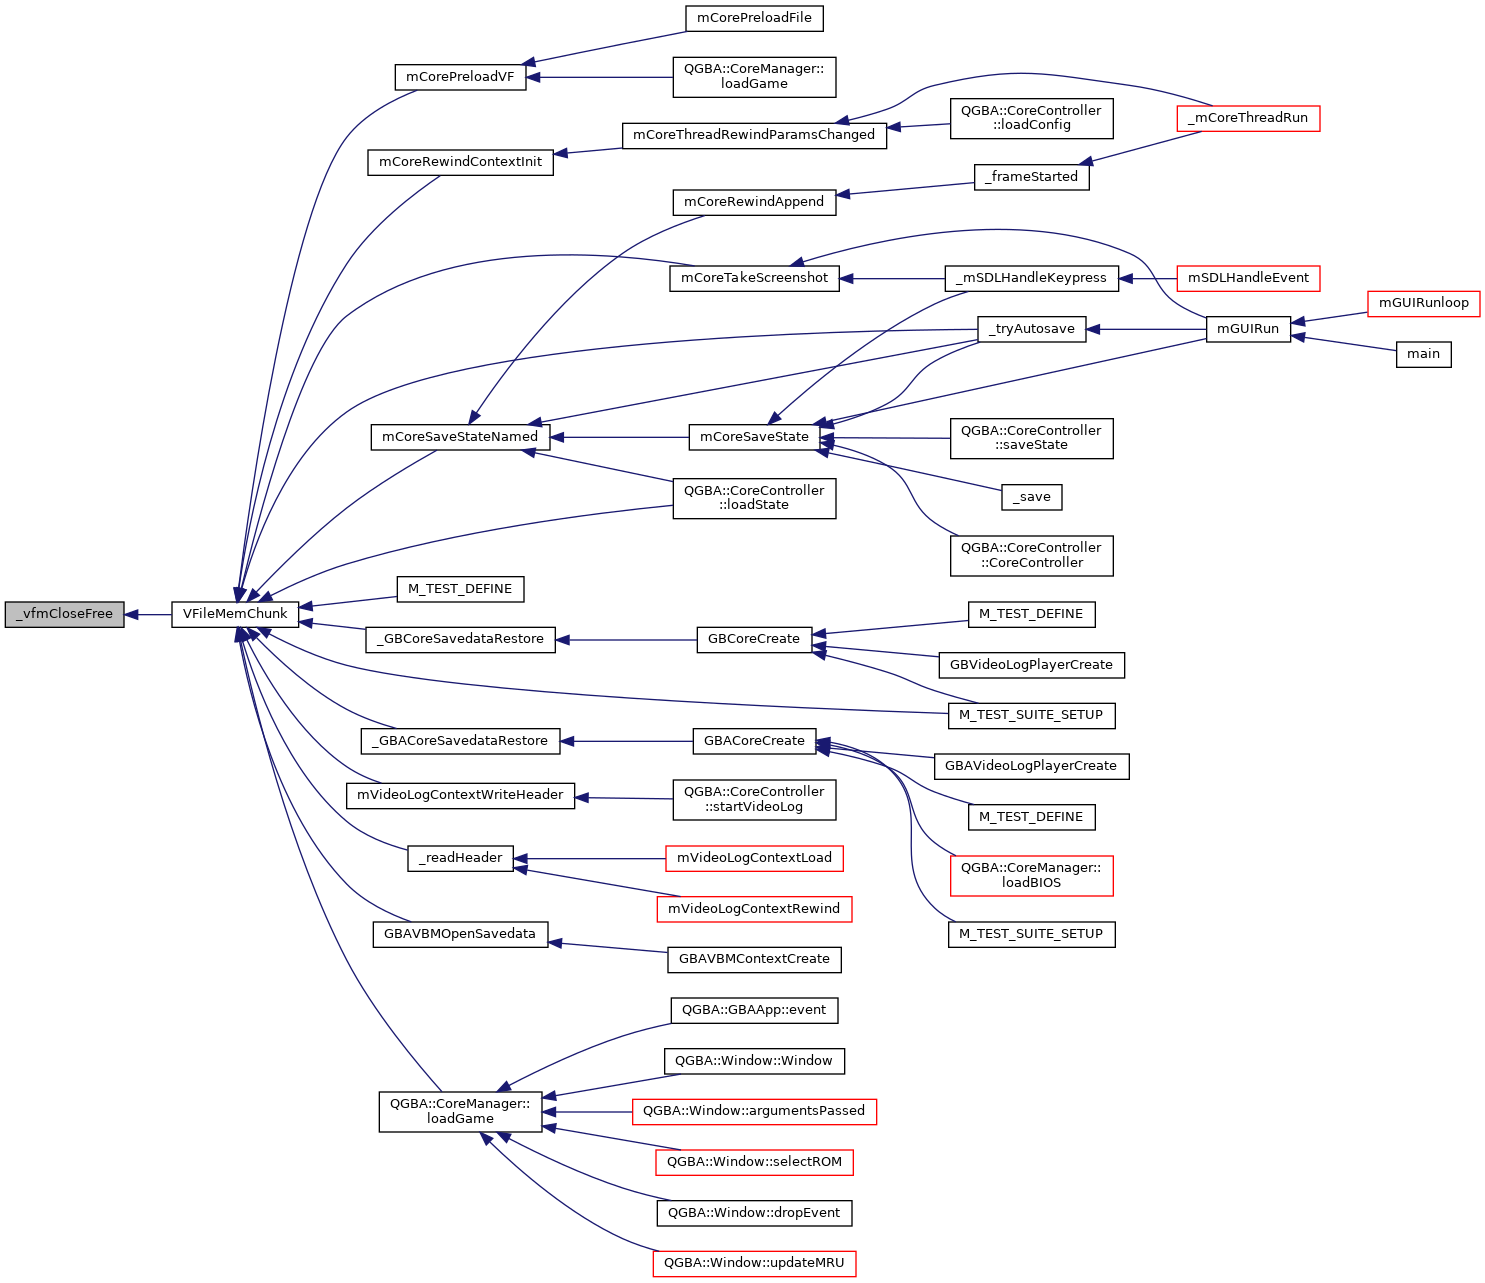 mCorePreloadFile
mCorePreloadVF
QGBA::CoreManager::
loadGame
mCoreThreadRewindParamsChanged
QGBA::CoreController
::loadConfig
_mCoreThreadRun
mCoreRewindContextInit
_frameStarted
mCoreRewindAppend
mCoreTakeScreenshot
_mSDLHandleKeypress
mSDLHandleEvent
mGUIRunloop
_tryAutosave
mGUIRun
main
mCoreSaveStateNamed
mCoreSaveState
QGBA::CoreController
::saveState
QGBA::CoreController
::loadState
_save
QGBA::CoreController
::CoreController
M_TEST_DEFINE
_vfmCloseFree
VFileMemChunk
M_TEST_DEFINE
_GBCoreSavedataRestore
GBCoreCreate
GBVideoLogPlayerCreate
M_TEST_SUITE_SETUP
_GBACoreSavedataRestore
GBACoreCreate
GBAVideoLogPlayerCreate
mVideoLogContextWriteHeader
QGBA::CoreController
::startVideoLog
M_TEST_DEFINE
_readHeader
mVideoLogContextLoad
QGBA::CoreManager::
loadBIOS
mVideoLogContextRewind
GBAVBMOpenSavedata
M_TEST_SUITE_SETUP
GBAVBMContextCreate
QGBA::GBAApp::event
QGBA::Window::Window
QGBA::CoreManager::
loadGame
QGBA::Window::argumentsPassed
QGBA::Window::selectROM
QGBA::Window::dropEvent
QGBA::Window::updateMRU